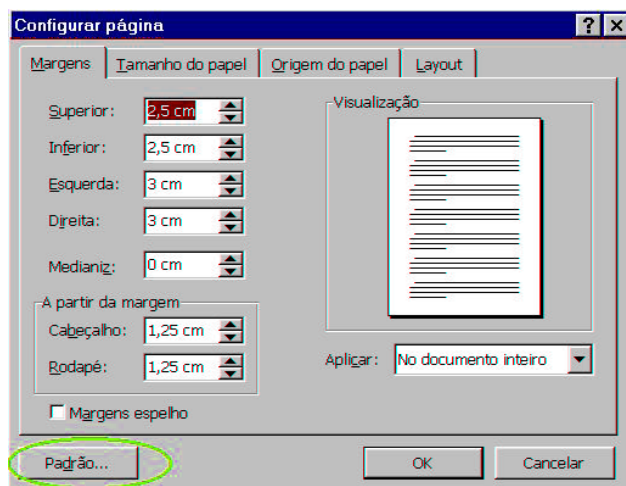 Configurar página
Margens Tamanho do papel Origem do papel Layout
Superior: 2,5 cm
Inferior: 2,5 cm
Esquerda: 3 cm
Direita: 3 cm
Medianiz: 0 cm
A partir da margem
Cabeçalho: 1,25 cm
Rodapé: 1,25 cm
Margens espelho
Visualização
Aplicar: No documento inteiro
Padrão... OK Cancelar